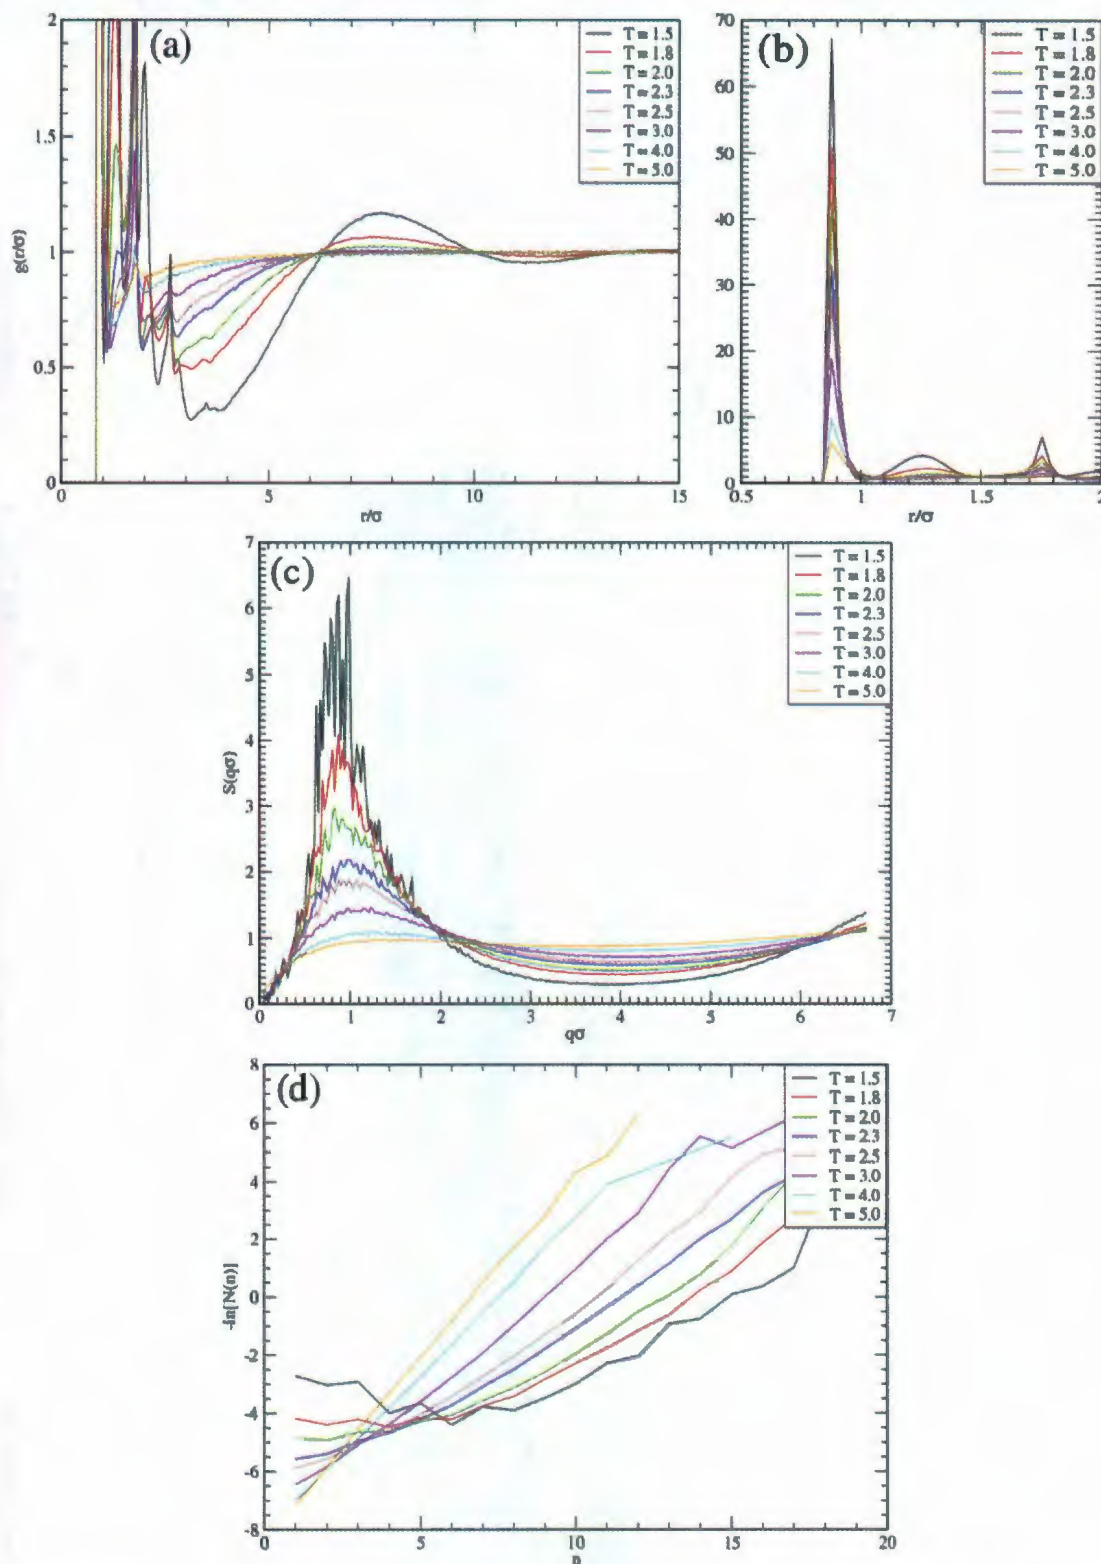 (a)
T = 1.5
T = 1.8
T = 2.0
T = 2.3
T = 2.5
T = 3.0
T = 4.0
T = 5.0
2
1.5
1
0.5
0
g(r/σ)
0 5 10 15
r/σ
(b)
T = 1.5
T = 1.8
T = 2.0
T = 2.3
T = 2.5
T = 3.0
T = 4.0
T = 5.0
70
60
50
40
30
20
10
0
0.5 1 1.5 2
r/σ
(c)
T = 1.5
T = 1.8
T = 2.0
T = 2.3
T = 2.5
T = 3.0
T = 4.0
T = 5.0
7
6
5
4
3
2
1
0
S(qσ)
0 1 2 3 4 5 6 7
qσ
(d)
T = 1.5
T = 1.8
T = 2.0
T = 2.3
T = 2.5
T = 3.0
T = 4.0
T = 5.0
8
6
4
2
0
-2
-4
-6
-8
-ln[N(n)]
0 5 10 15 20
n